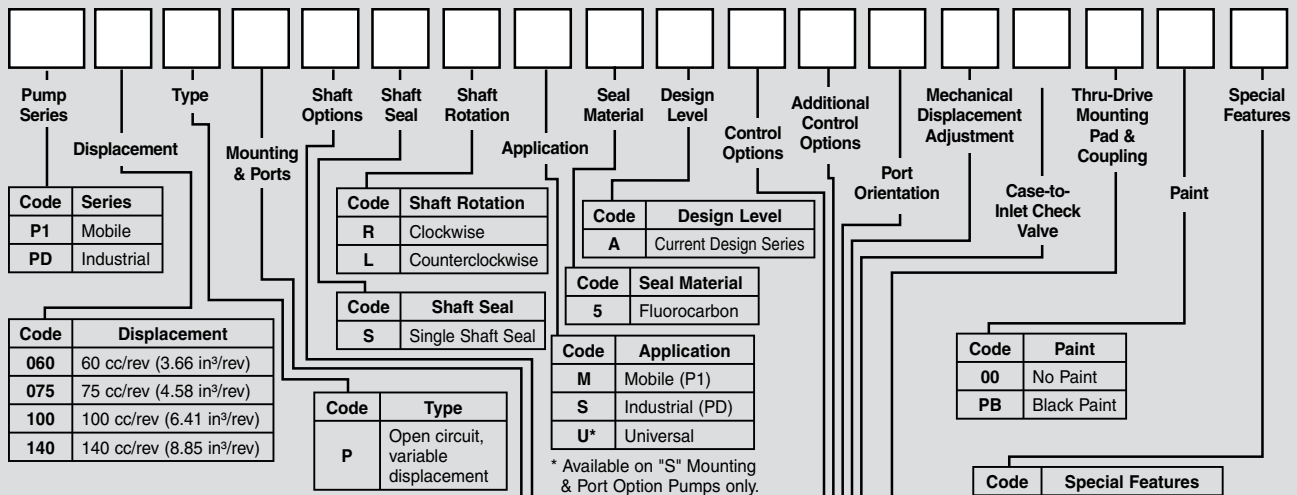 Pump
Series
Displacement
Type
Mounting
& Ports
Shaft
Options
Shaft
Seal
Shaft
Rotation
Application
Seal
Material
Design
Level
Control
Options
Additional
Control
Options
Port
Orientation
Mechanical
Displacement
Adjustment
Case-to-
Inlet Check
Valve
Thru-Drive
Mounting
Pad &
Coupling
Paint
Special
Features
Code Series
P1 Mobile
PD Industrial
Code Displacement
060 60 cc/rev (3.66 in³/rev)
075 75 cc/rev (4.58 in³/rev)
100 100 cc/rev (6.41 in³/rev)
140 140 cc/rev (8.85 in³/rev)
Code Type
P Open circuit,
variable
displacement
Code Shaft Rotation
R Clockwise
L Counterclockwise
Code Shaft Seal
S Single Shaft Seal
Code Design Level
A Current Design Series
Code Seal Material
5 Fluorocarbon
Code Application
M Mobile (P1)
S Industrial (PD)
U* Universal
* Available on "S" Mounting
& Port Option Pumps only.
Code Paint
00 No Paint
PB Black Paint
Code Special Features